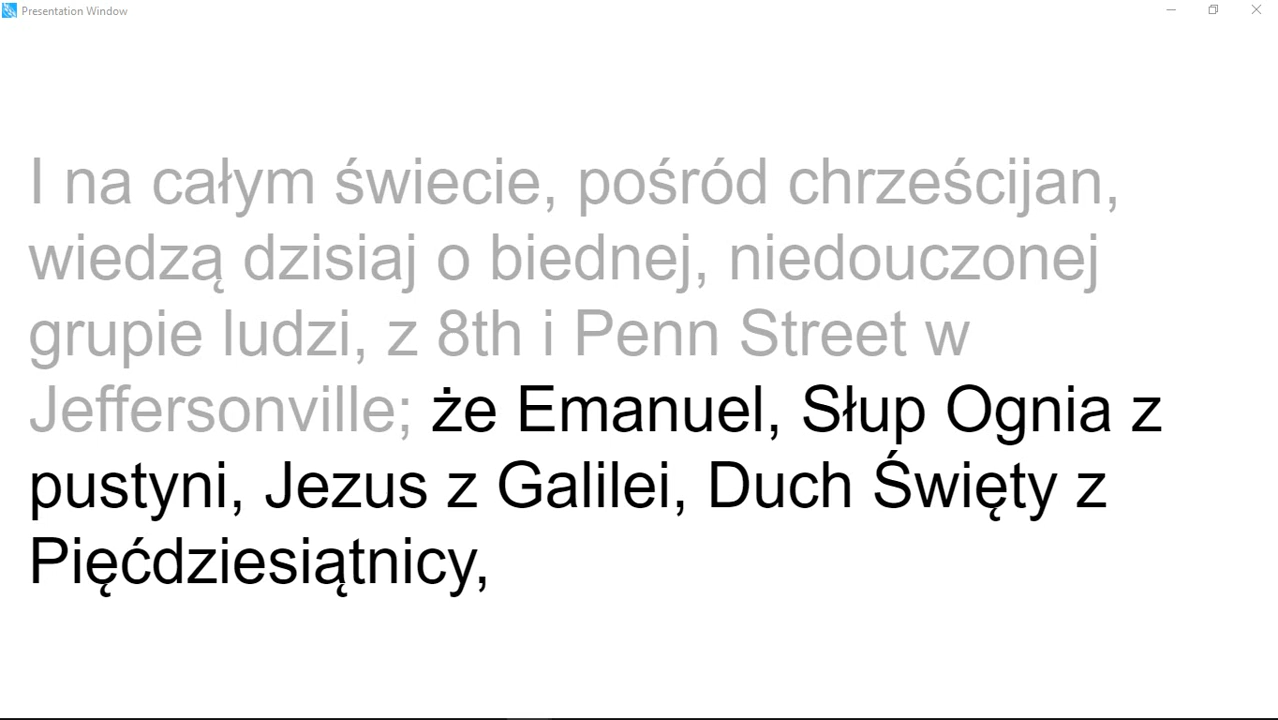 Presentation Window
I na całym świecie, pośród chrześcijan,
wiedzą dzisiaj o biednej, niedouczonej
grupie ludzi, z 8th i Penn Street w
Jeffersonville; że Emanuel, Słup Ognia z
pustyni, Jezus z Galilei, Duch Święty z
Pięćdziesiątnicy,